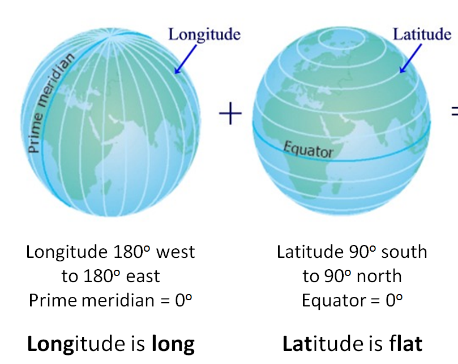 Longitude
Latitude
Prime meridian
+
=
Equator
Longitude 180° west
to 180° east
Prime meridian = 0°
Latitude 90° south
to 90° north
Equator = 0°
Longitude is long
Latitude is flat